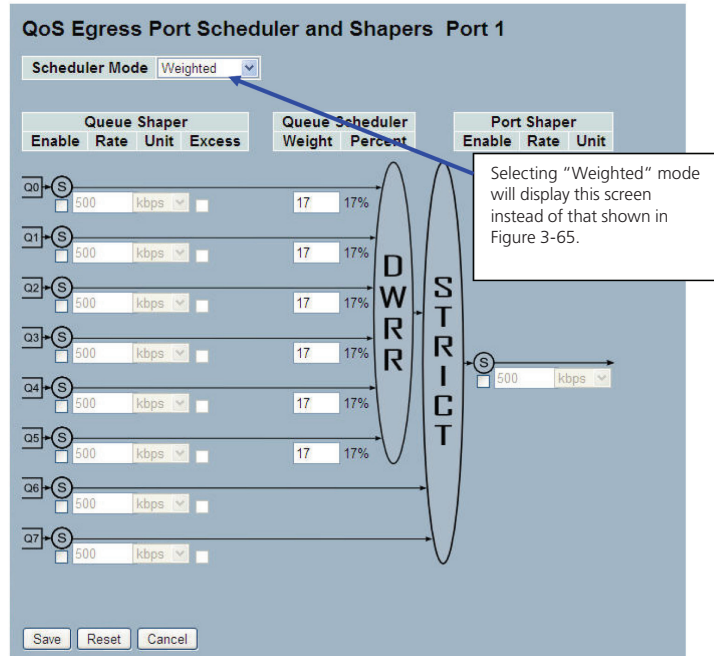 QoS Egress Port Scheduler and Shapers Port 1
Scheduler Mode Weighted
Queue Shaper Queue Scheduler Port Shaper
Enable Rate Unit Excess Weight Percent Enable Rate Unit
Selecting "Weighted" mode
will display this screen
instead of that shown in
Figure 3-65.
Q0 S
500 kbps 17 17%
Q1 S
500 kbps 17 17%
Q2 S
500 kbps 17 17%
Q3 S
500 kbps 17 17%
Q4 S
500 kbps 17 17%
Q5 S
500 kbps 17 17%
Q6 S
500 kbps
Q7 S
500 kbps
DWRR
STRICT
S
500 kbps
Save Reset Cancel